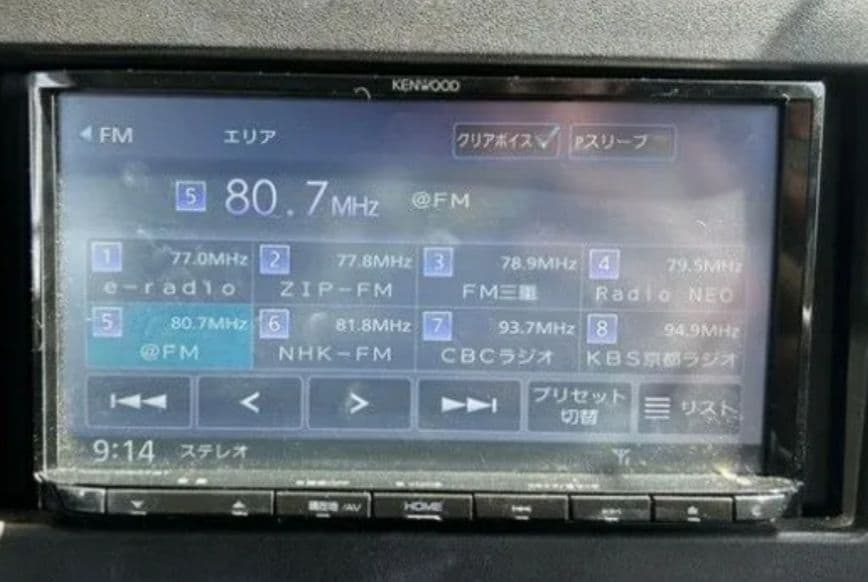 KENWOOD
FM エリア クリアボイス Pスリープ
5 80.7MHz @FM
1 77.0MHz 2 77.8MHz 3 78.9MHz 4 79.5MHz
e-radio ZIP-FM FM三重 Radio NEO
5 80.7MHz 6 81.8MHz 7 93.7MHz 8 94.9MHz
@FM NHK-FM CBCラジオ KBS京都ラジオ
プリセット
切替 リスト
9:14 ステレオ
現在地/AV HOME